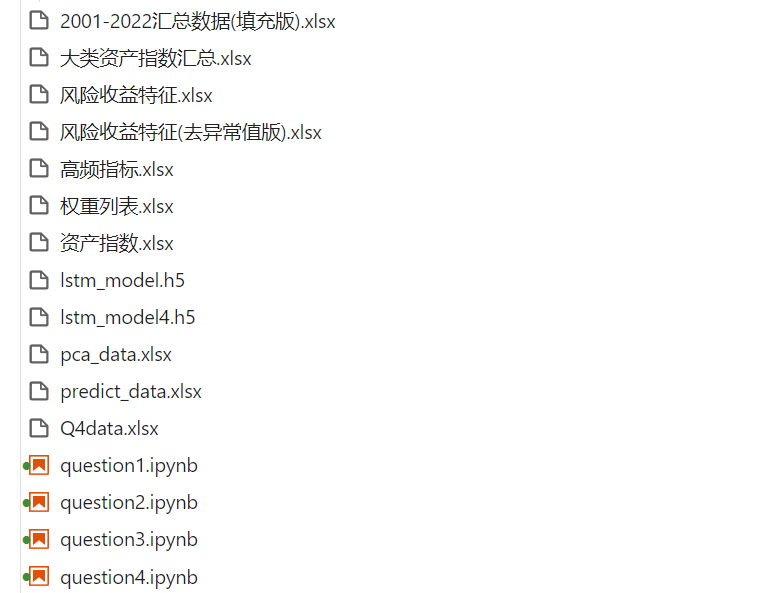 2001-2022汇总数据(填充版).xlsx
大类资产指数汇总.xlsx
风险收益特征.xlsx
风险收益特征(去异常值版).xlsx
高频指标.xlsx
权重列表.xlsx
资产指数.xlsx
lstm_model.h5
lstm_model4.h5
pca_data.xlsx
predict_data.xlsx
Q4data.xlsx
question1.ipynb
question2.ipynb
question3.ipynb
question4.ipynb